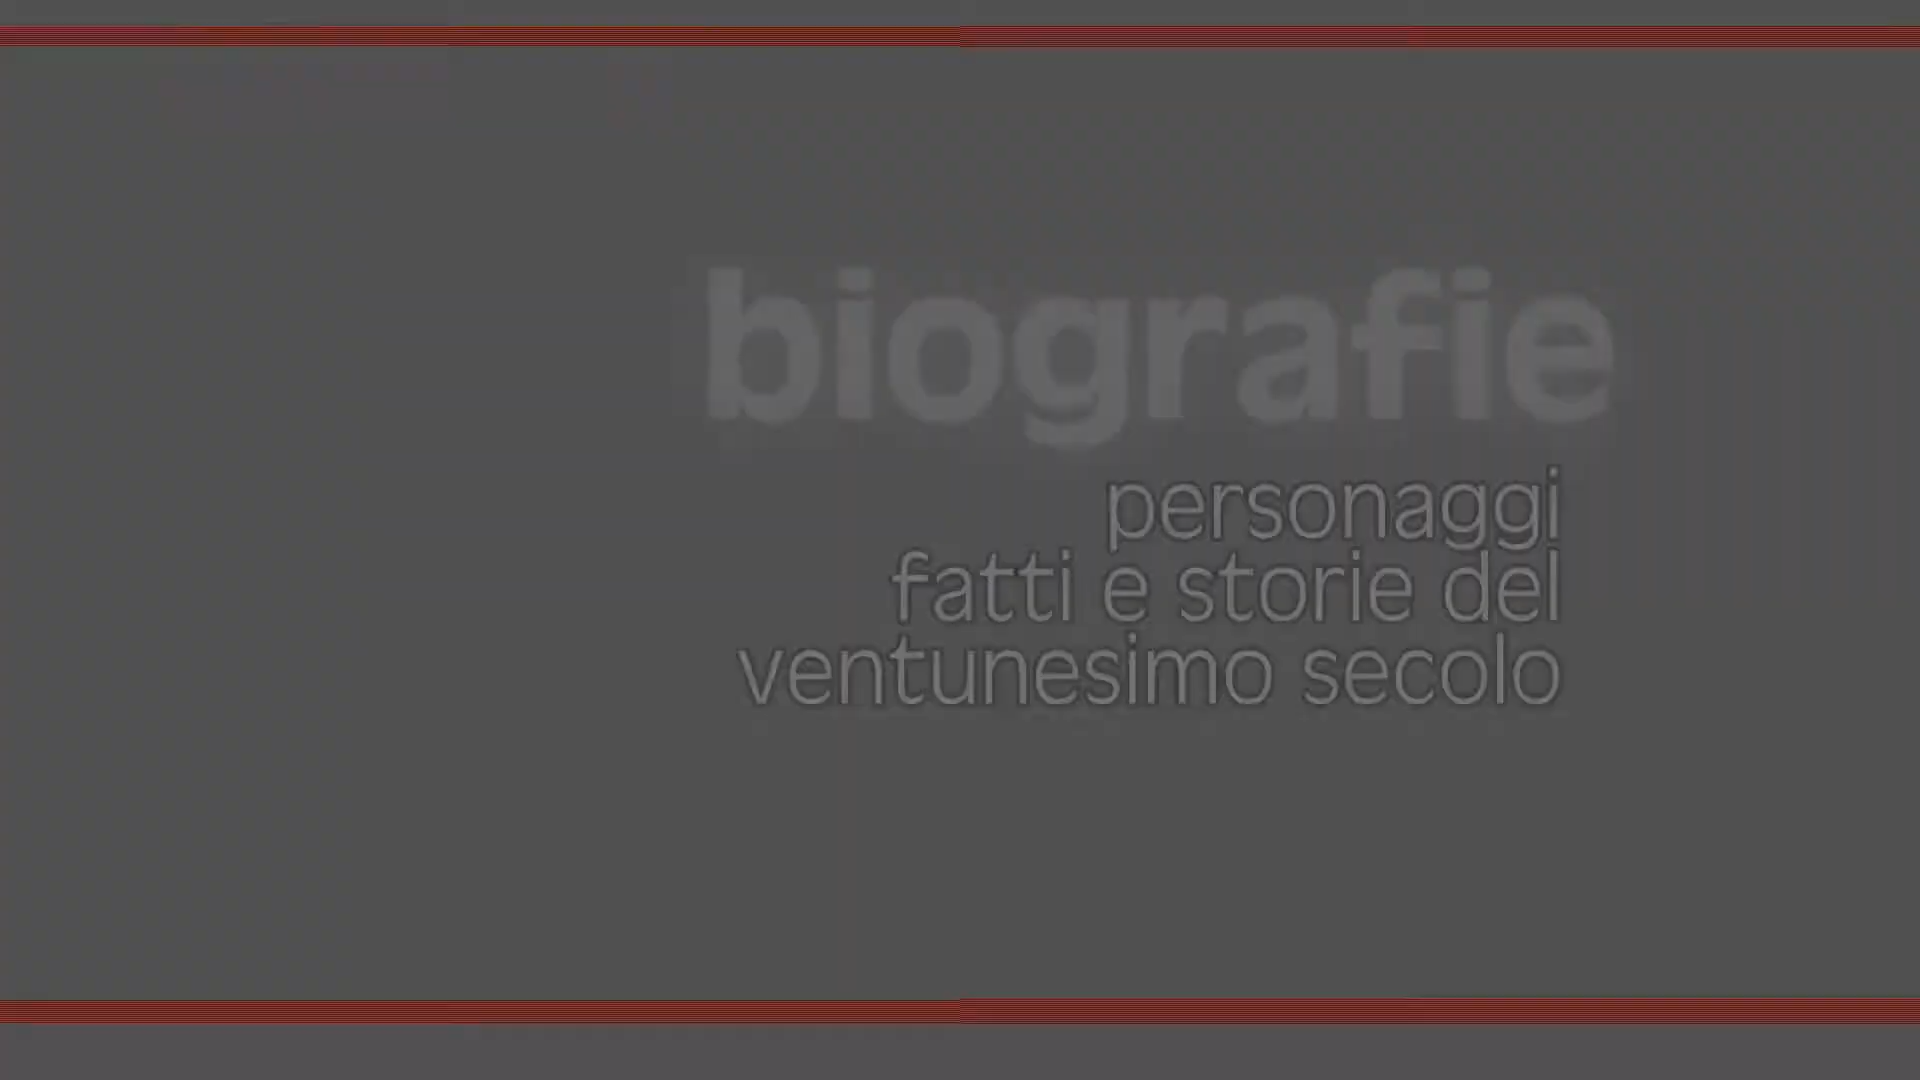 biografie
personaggi
fatti e storie del
ventunesimo secolo